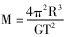 M = 4π²R³ / GT²